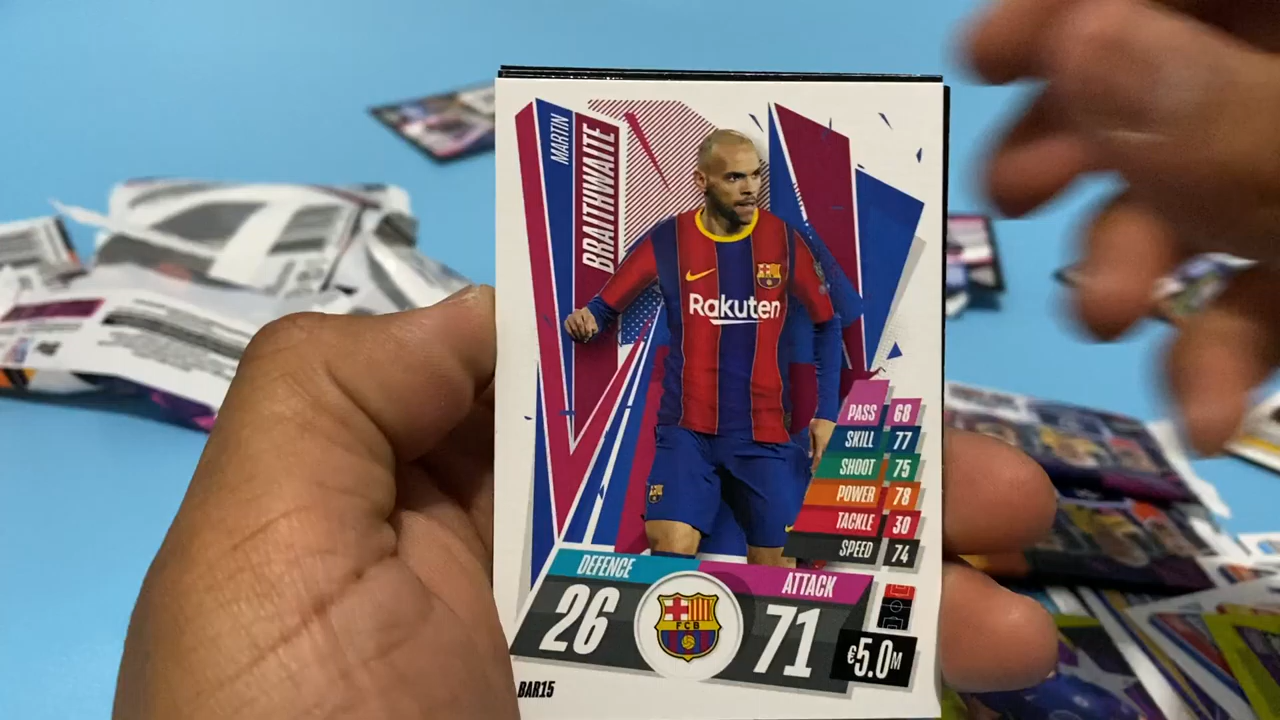 MARTIN
BRAITHWAITE
Rakuten
PASS 68
SKILL 77
SHOOT 75
POWER 78
TACKLE 30
SPEED 74
DEFENCE
26
FCB
ATTACK
71
€5.0M
BAR15